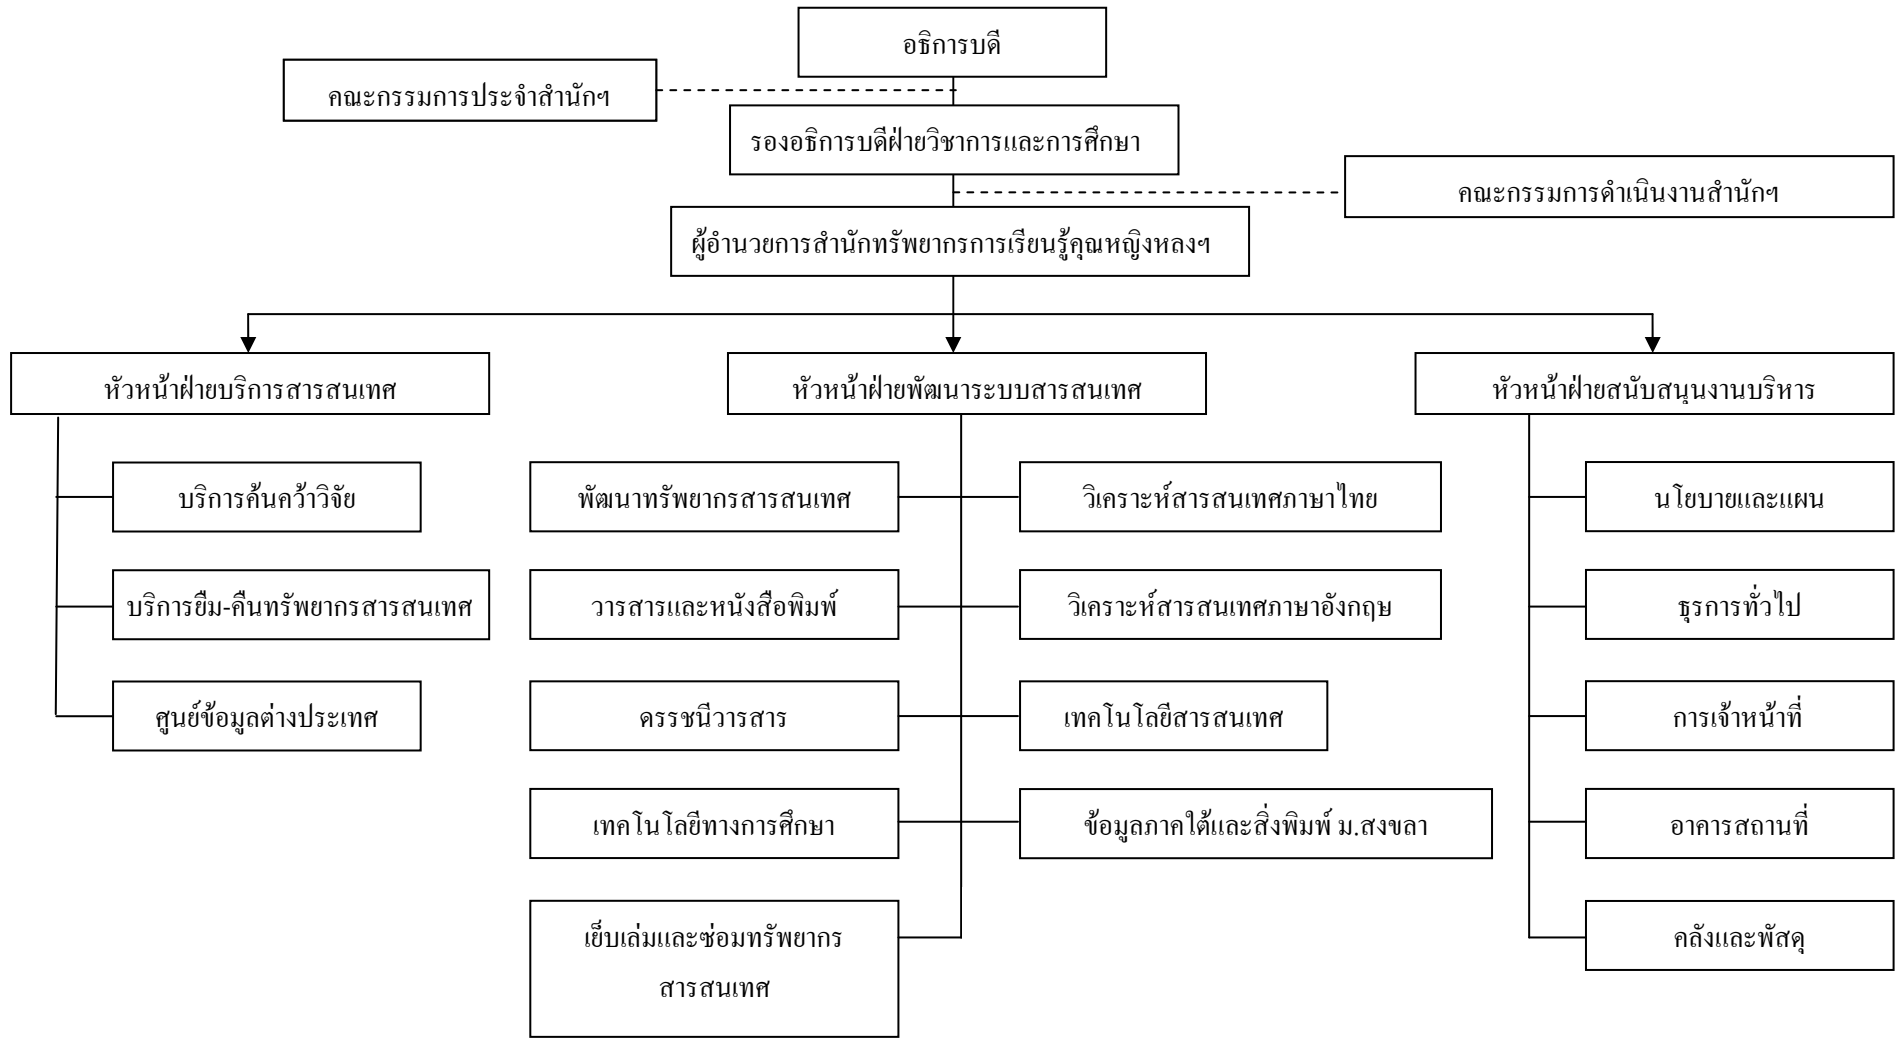 อธิการบดี
คณะกรรมการประจำสำนักฯ
รองอธิการบดีฝ่ายวิชาการและการศึกษา
คณะกรรมการดำเนินงานสำนักฯ
ผู้อำนวยการสำนักทรัพยากรการเรียนรู้คุณหญิงหลงฯ
หัวหน้าฝ่ายบริการสารสนเทศ
หัวหน้าฝ่ายพัฒนาระบบสารสนเทศ
หัวหน้าฝ่ายสนับสนุนงานบริหาร
บริการค้นคว้าวิจัย
พัฒนาทรัพยากรสารสนเทศ
วิเคราะห์สารสนเทศภาษาไทย
นโยบายและแผน
บริการยืม-คืนทรัพยากรสารสนเทศ
วารสารและหนังสือพิมพ์
วิเคราะห์สารสนเทศภาษาอังกฤษ
ธุรการทั่วไป
ศูนย์ข้อมูลต่างประเทศ
ดรรชนีวารสาร
เทคโนโลยีสารสนเทศ
การเจ้าหน้าที่
เทคโนโลยีทางการศึกษา
ข้อมูลภาคใต้และสิ่งพิมพ์ ม.สงขลา
อาคารสถานที่
เย็บเล่มและซ่อมทรัพยากร
สารสนเทศ
คลังและพัสดุ